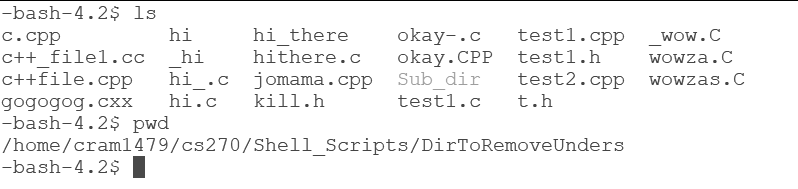 -bash-4.2$ ls
c.cpp hi hi_there okay-.c test1.cpp _wow.C
c++_file1.cc _hi hithere.c okay.CPP test1.h wowza.C
c++file.cpp hi_.c jomama.cpp Sub_dir test2.cpp wowzas.C
gogogog.cxx hi.c kill.h test1.c t.h
-bash-4.2$ pwd
/home/cram1479/cs270/Shell_Scripts/DirToRemoveUnders
-bash-4.2$